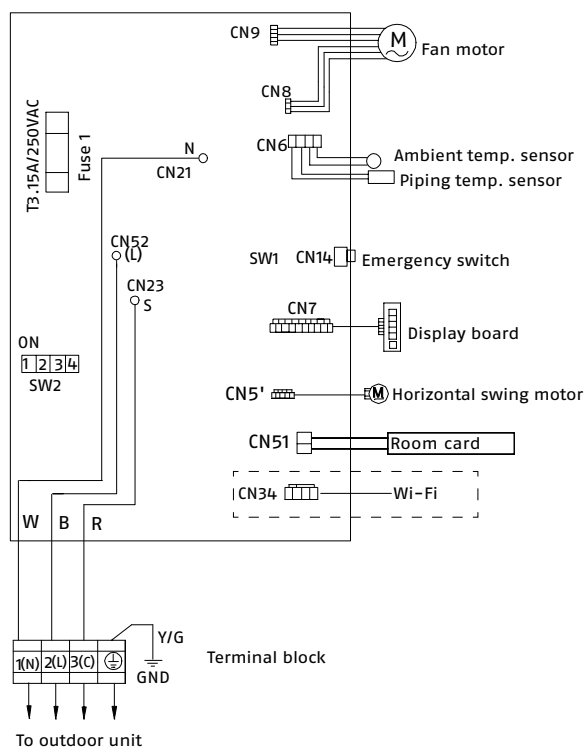 CN9
M
Fan motor
CN8
T3.15A/250VAC
Fuse 1
N
CN21
CN6
Ambient temp. sensor
Piping temp. sensor
CN52
(L)
SW1
CN14
Emergency switch
CN23
S
CN7
Display board
ON
1 2 3 4
SW2
CN5'
M
Horizontal swing motor
CN51
Room card
CN34
Wi-Fi
W B R
Y/G
1(N) 2(L) 3(C)
GND
Terminal block
To outdoor unit